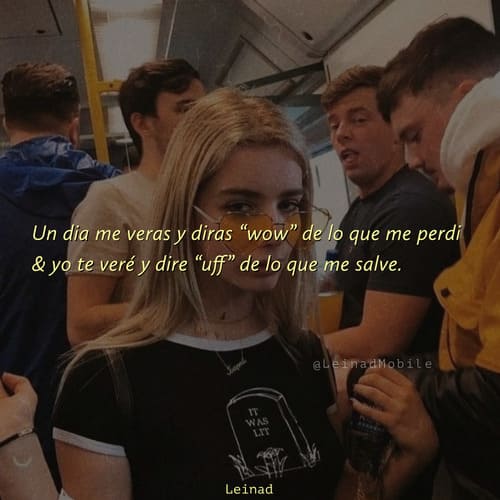 Un dia me veras y diras “wow” de lo que me perdi
& yo te veré y dire “uff” de lo que me salve.
@LeinadMobile
IT
WAS
LIT
Leinad